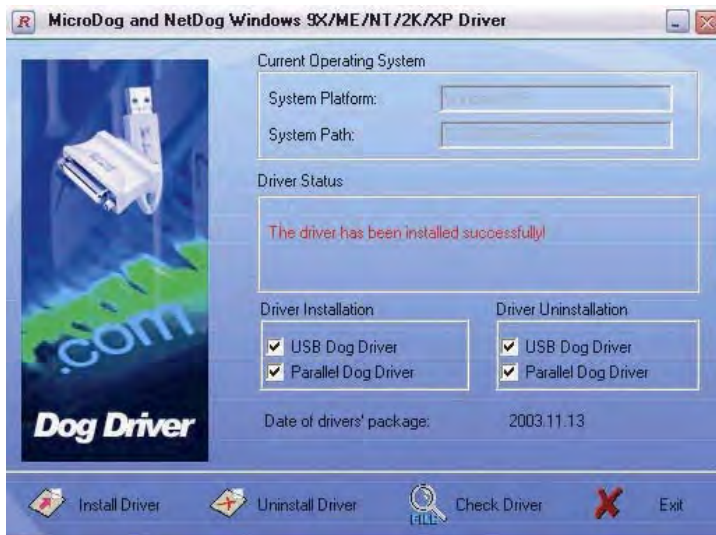 R MicroDog and NetDog Windows 9X/ME/NT/2K/XP Driver
Current Operating System
System Platform:
System Path:
Driver Status
The driver has been installed successfully!
Driver Installation
Driver Uninstallation
USB Dog Driver
USB Dog Driver
Parallel Dog Driver
Parallel Dog Driver
.com
Dog Driver
Date of drivers' package: 2003.11.13
Install Driver
Uninstall Driver
FILE
Check Driver
Exit